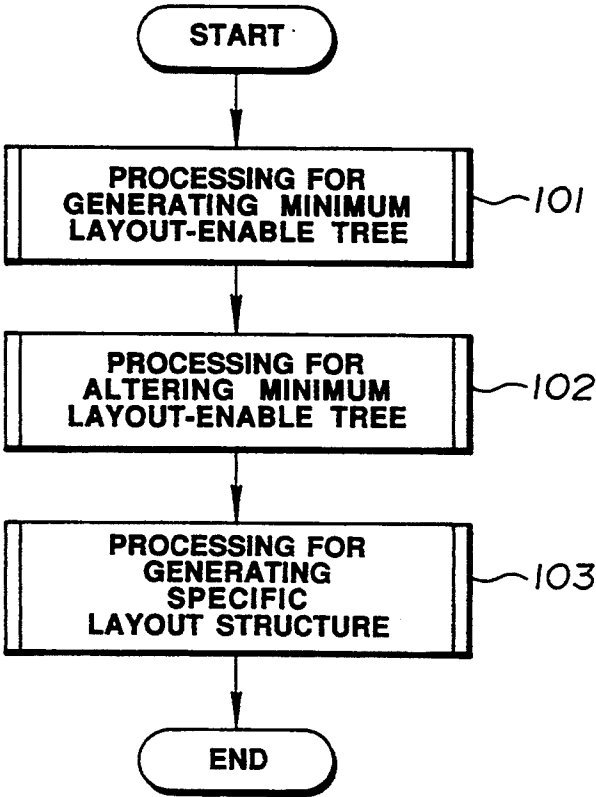 START
PROCESSING FOR
GENERATING MINIMUM
LAYOUT-ENABLE TREE
101
PROCESSING FOR
ALTERING MINIMUM
LAYOUT-ENABLE TREE
102
PROCESSING FOR
GENERATING
SPECIFIC
LAYOUT STRUCTURE
103
END